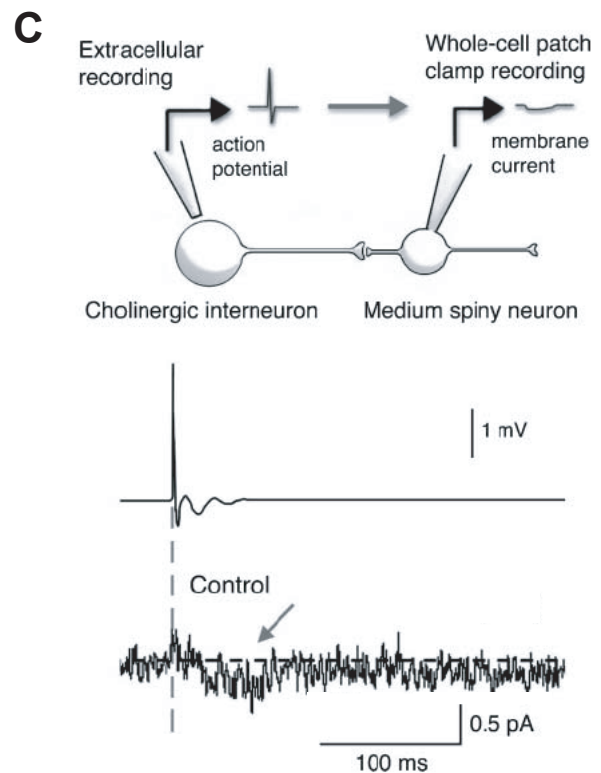 C
Extracellular
recording
Whole-cell patch
clamp recording
action
potential
membrane
current
Cholinergic interneuron
Medium spiny neuron
1 mV
Control
0.5 pA
100 ms